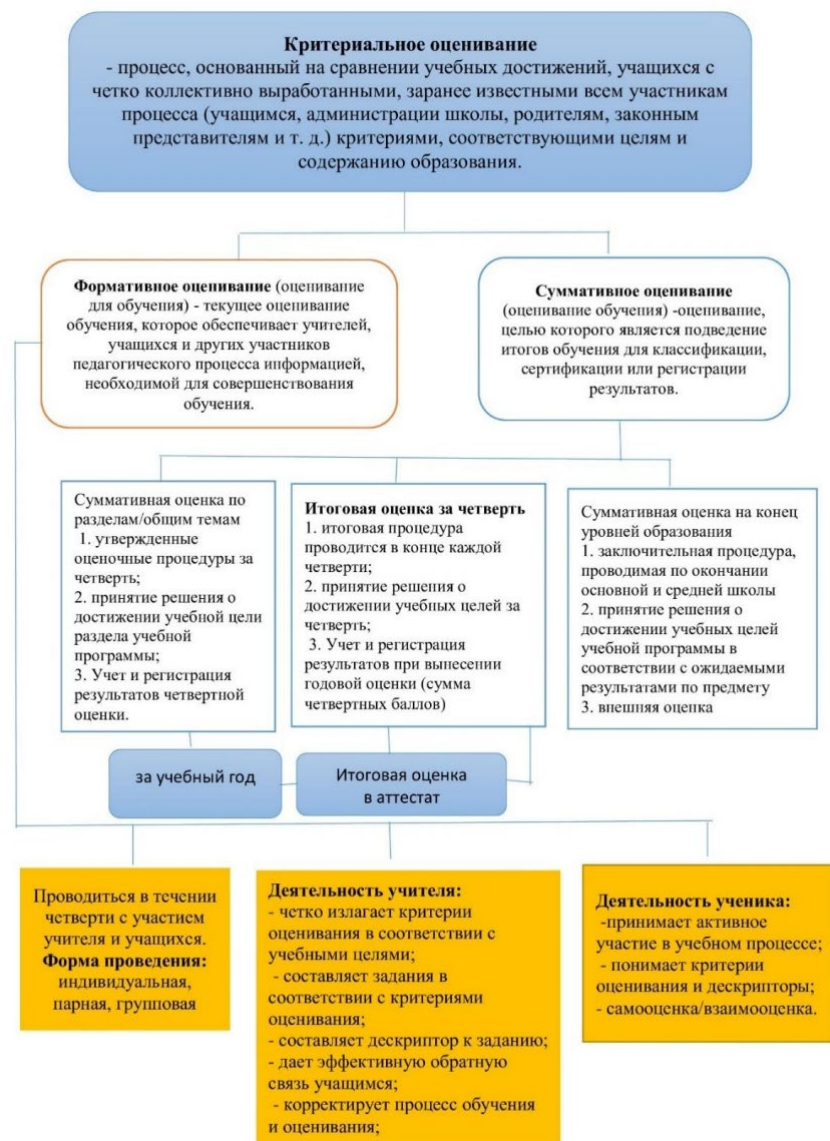 Критериальное оценивание
- процесс, основанный на сравнении учебных достижений, учащихся с
четко коллективно выработанными, заранее известными всем участникам
процесса (учащимся, администрации школы, родителям, законным
представителям и т. д.) критериями, соответствующими целям и
содержанию образования.
Формативное оценивание (оценивание
для обучения) - текущее оценивание
обучения, которое обеспечивает учителей,
учащихся и других участников
педагогического процесса информацией,
необходимой для совершенствования
обучения.
Суммативное оценивание
(оценивание обучения) -оценивание,
целью которого является подведение
итогов обучения для классификации,
сертификации или регистрации
результатов.
Суммативная оценка по
разделам/общим темам
1. утвержденные
оценочные процедуры за
четверть;
2. принятие решения о
достижении учебной цели
раздела учебной
программы;
3. Учет и регистрация
результатов четвертной
оценки.
Итоговая оценка за четверть
1. итоговая процедура
проводится в конце каждой
четверти;
2. принятие решения о
достижении учебных целей за
четверть;
3. Учет и регистрация
результатов при вынесении
годовой оценки (сумма
четвертных баллов)
Суммативная оценка на конец
уровней образования
1. заключительная процедура,
проводимая по окончании
основной и средней школы
2. принятие решения о
достижении учебных целей
учебной программы в
соответствии с ожидаемыми
результатами по предмету
3. внешняя оценка
за учебный год
Итоговая оценка
в аттестат
Проводиться в течении
четверти с участием
учителя и учащихся.
Форма проведения:
индивидуальная,
парная, групповая
Деятельность учителя:
- четко излагает критерии
оценивания в соответствии с
учебными целями;
- составляет задания в
соответствии с критериями
оценивания;
- составляет дескриптор к заданию;
- дает эффективную обратную
связь учащимся;
- корректирует процесс обучения
и оценивания;
Деятельность ученика:
-принимает активное
участие в учебном процессе;
- понимает критерии
оценивания и дескрипторы;
- самооценка/взаимооценка.